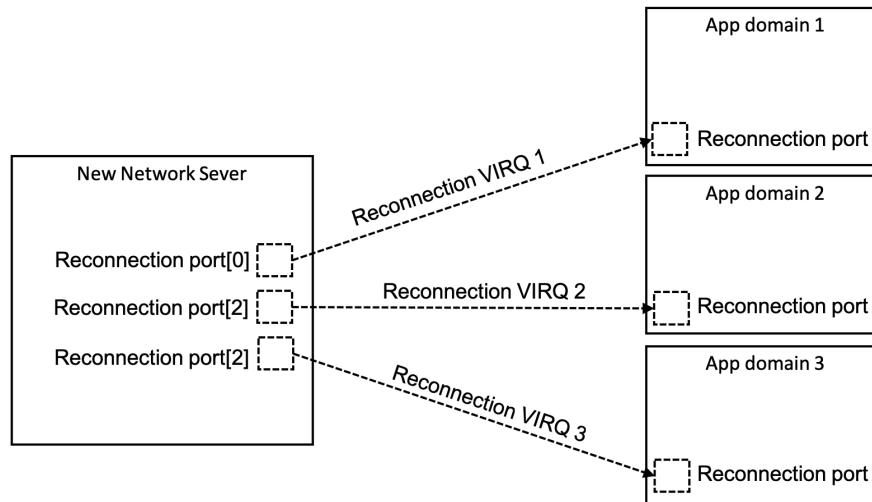 App domain 1
Reconnection port
Reconnection VIRQ 1
New Network Sever
App domain 2
Reconnection port[0]
Reconnection port[2]
Reconnection VIRQ 2
Reconnection port
Reconnection port[2]
App domain 3
Reconnection VIRQ 3
Reconnection port